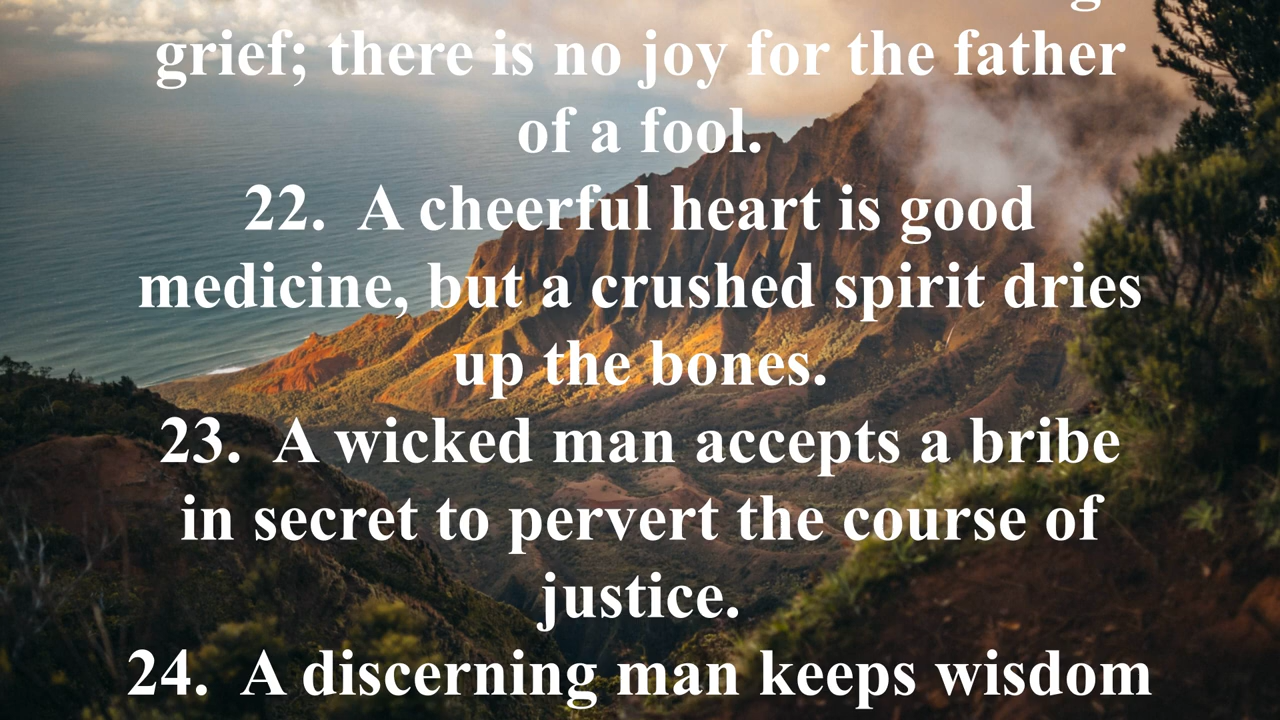 grief; there is no joy for the father
of a fool.
22. A cheerful heart is good
medicine, but a crushed spirit dries
up the bones.
23. A wicked man accepts a bribe
in secret to pervert the course of
justice.
24. A discerning man keeps wisdom